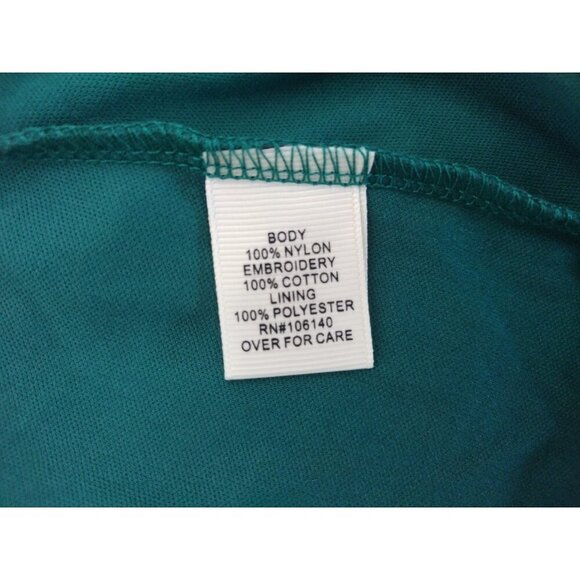 BODY
100% NYLON
EMBROIDERY
100% COTTON
LINING
100% POLYESTER
RN#106140
OVER FOR CARE